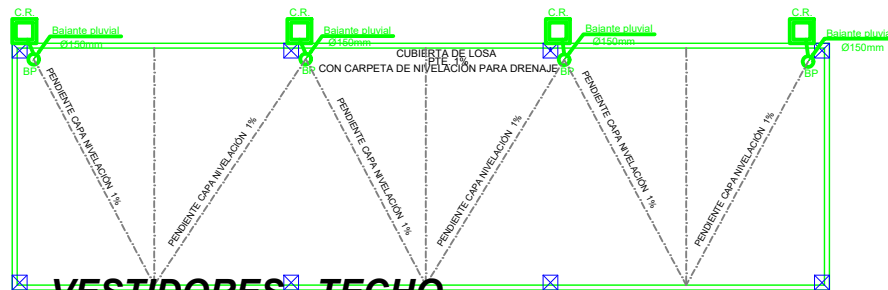 C.R.
C.R.
C.R.
C.R.
Bajante pluvial
Ø150mm
Bajante pluvial
Ø150mm
Bajante pluvial
Ø150mm
Bajante pluvial
Ø150mm
CUBIERTA DE LOSA
PTE. 1%
CON CARPETA DE NIVELACIÓN PARA DRENAJE
BP
BP
BP
BP
PENDIENTE CAPA NIVELACIÓN 1%
PENDIENTE CAPA NIVELACIÓN 1%
PENDIENTE CAPA NIVELACIÓN 1%
PENDIENTE CAPA NIVELACIÓN 1%
PENDIENTE CAPA NIVELACIÓN 1%
PENDIENTE CAPA NIVELACIÓN 1%
VESTIDORES TECHO